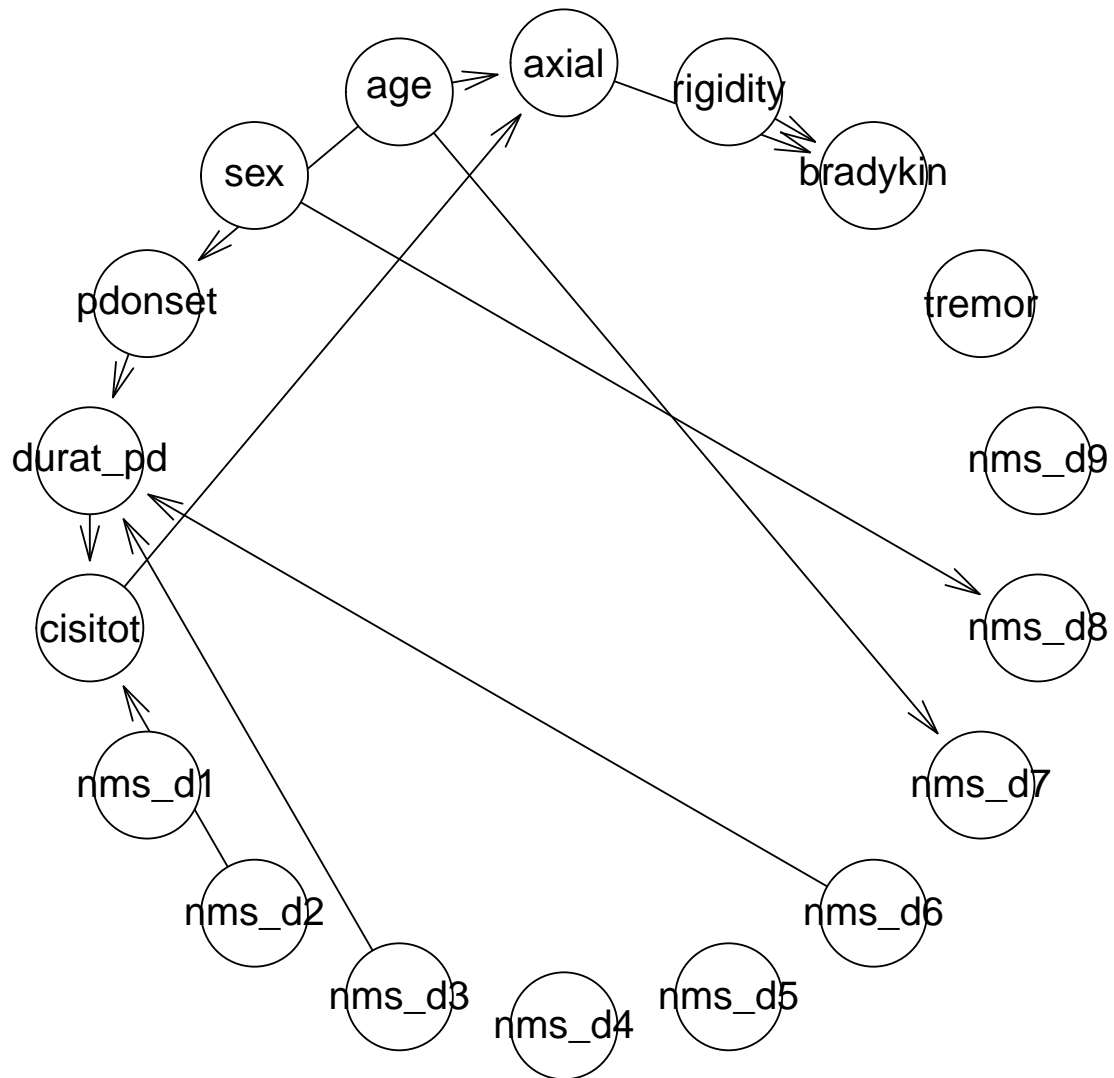 axial
age
rigidity
sex
bradykin
pdonset
tremor
durat_pd
nms_d9
cisitot
nms_d8
nms_d1
nms_d7
nms_d2
nms_d6
nms_d3
nms_d5
nms_d4